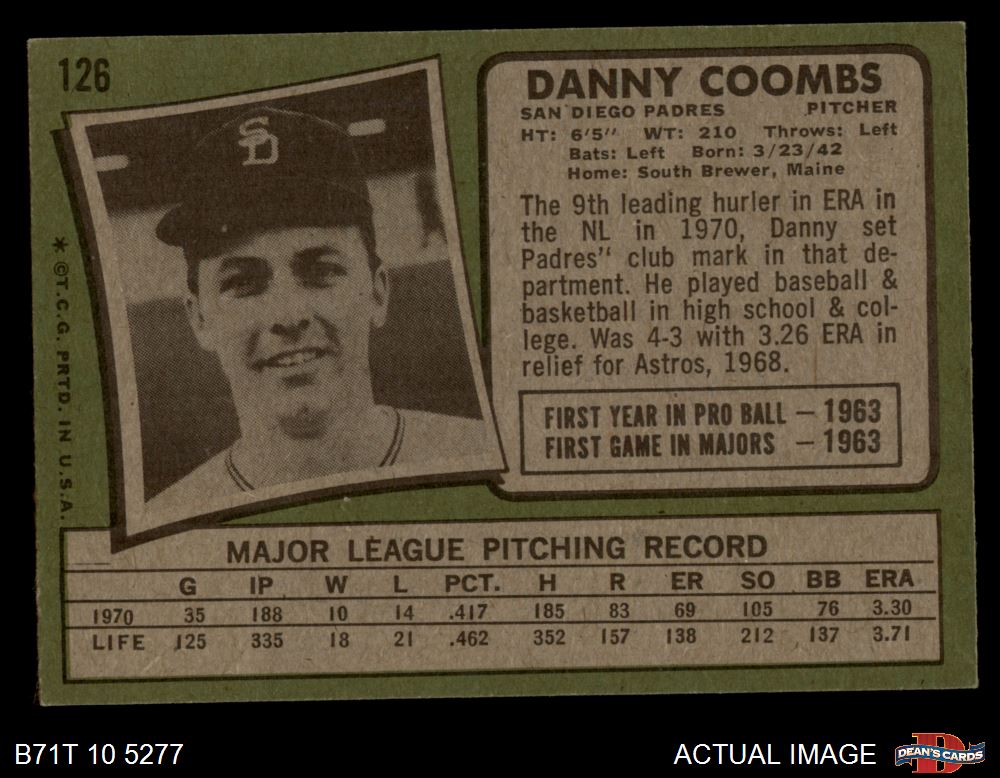 126
DANNY COOMBS
SAN DIEGO PADRES PITCHER
HT: 6'5" WT: 210 Throws: Left
Bats: Left Born: 3/23/42
Home: South Brewer, Maine
The 9th leading hurler in ERA in
the NL in 1970, Danny set
Padres" club mark in that de-
partment. He played baseball &
basketball in high school & col-
lege. Was 4-3 with 3.26 ERA in
relief for Astros, 1968.
FIRST YEAR IN PRO BALL – 1963
FIRST GAME IN MAJORS – 1963
SD
* ©T.C.G. PRTD. IN U.S.A.
MAJOR LEAGUE PITCHING RECORD
G IP W L PCT. H R ER SO BB ERA
1970 35 188 10 14 .417 185 83 69 105 76 3.30
LIFE 125 335 18 21 .462 352 157 138 212 137 3.71
B71T 10 5277
ACTUAL IMAGE
D
DEAN'S CARDS